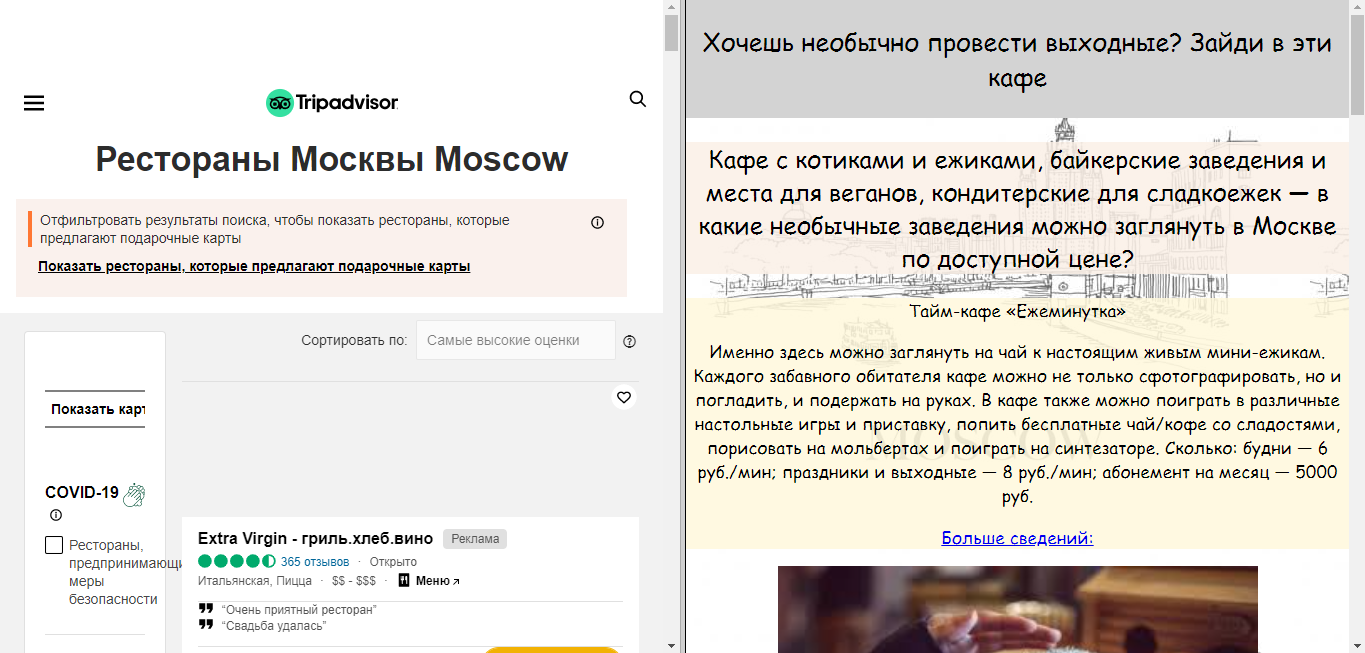 Tripadvisor
Рестораны Москвы Moscow
Отфильтровать результаты поиска, чтобы показать рестораны, которые
предлагают подарочные карты
Показать рестораны, которые предлагают подарочные карты
Сортировать по: Самые высокие оценки
Показать карт
COVID-19
Рестораны,
предпринимающи
меры
безопасности
Extra Virgin - гриль.хлеб.вино Реклама
365 отзывов · Открыто
Итальянская, Пицца · $$ - $$$ · Меню
“Очень приятный ресторан”
“Свадьба удалась”
Хочешь необычно провести выходные? Зайди в эти
кафе
Кафе с котиками и ежиками, байкерские заведения и
места для веганов, кондитерские для сладкоежек — в
какие необычные заведения можно заглянуть в Москве
по доступной цене?
Тайм-кафе «Ежеминутка»
Именно здесь можно заглянуть на чай к настоящим живым мини-ежикам.
Каждого забавного обитателя кафе можно не только сфотографировать, но и
погладить, и подержать на руках. В кафе также можно поиграть в различные
настольные игры и приставку, попить бесплатные чай/кофе со сладостями,
порисовать на мольбертах и поиграть на синтезаторе. Сколько: будни — 6
руб./мин; праздники и выходные — 8 руб./мин; абонемент на месяц — 5000
руб.
MOSCOW
Больше сведений: